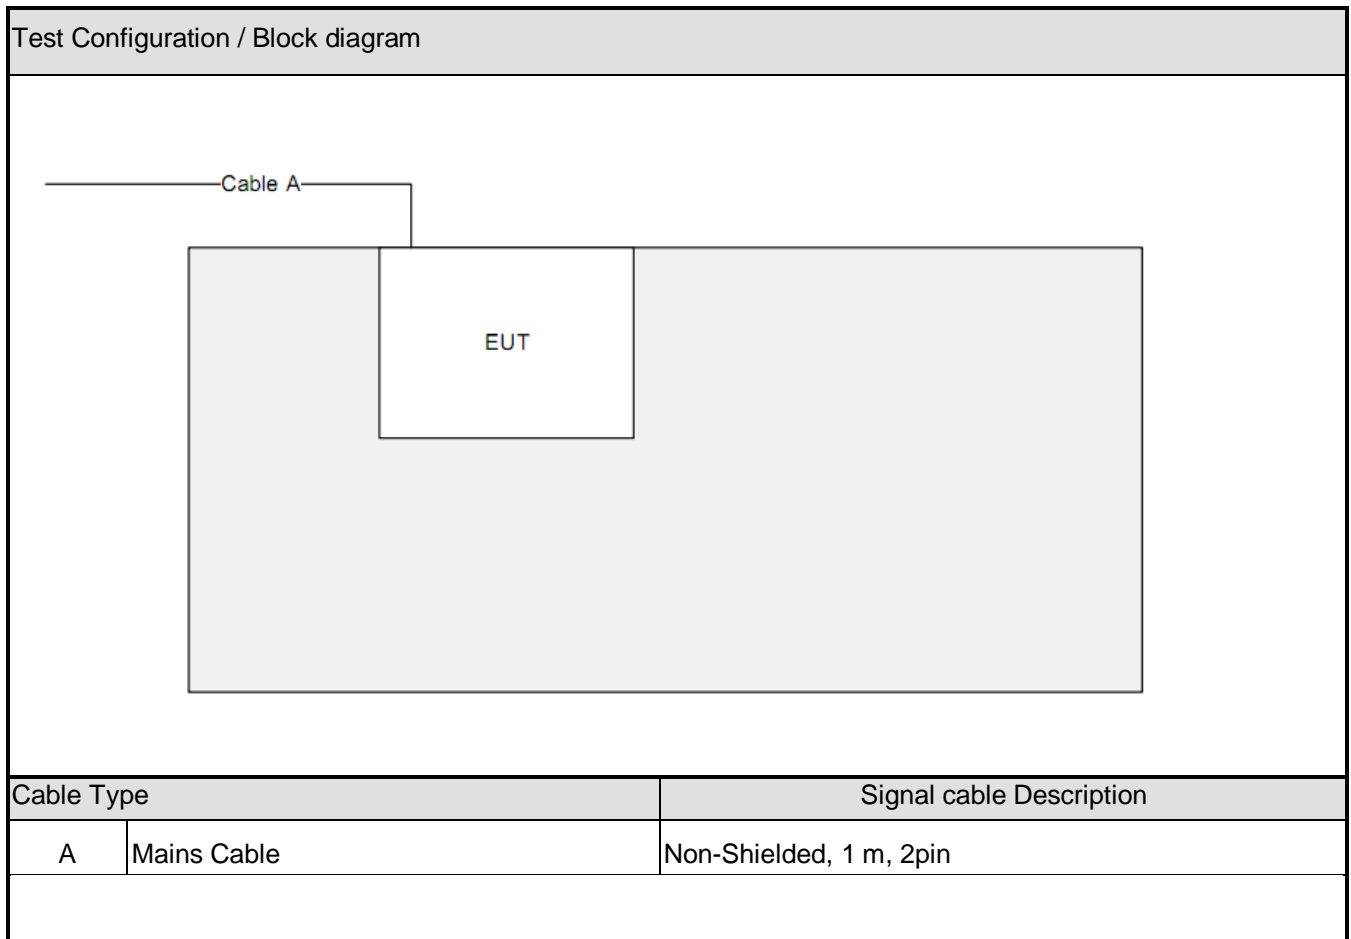 Test Configuration / Block diagram
Cable A
EUT
Cable Type Signal cable Description
A Mains Cable Non-Shielded, 1 m, 2pin